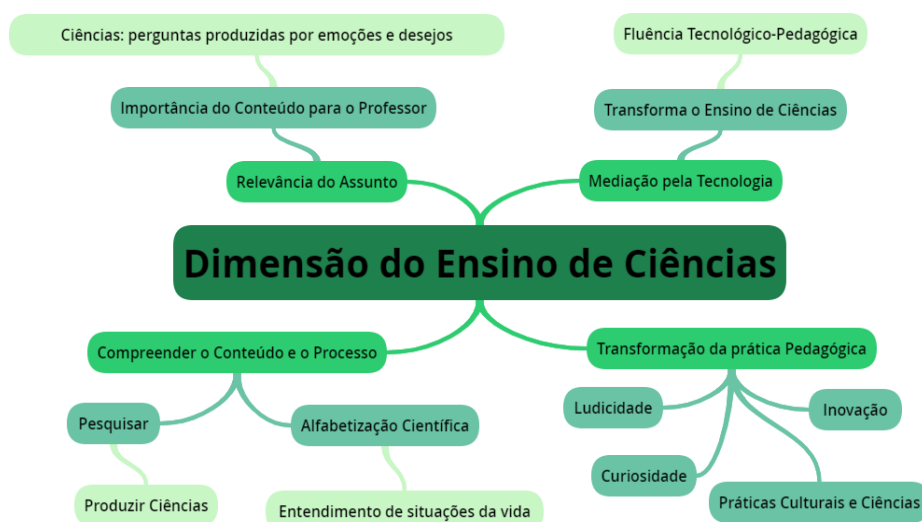 Ciências: perguntas produzidas por emoções e desejos
Fluência Tecnológico-Pedagógica
Importância do Conteúdo para o Professor
Transforma o Ensino de Ciências
Relevância do Assunto
Mediação pela Tecnologia
Dimensão do Ensino de Ciências
Compreender o Conteúdo e o Processo
Transformação da prática Pedagógica
Pesquisar
Alfabetização Científica
Ludicidade
Inovação
Curiosidade
Produzir Ciências
Entendimento de situações da vida
Práticas Culturais e Ciências